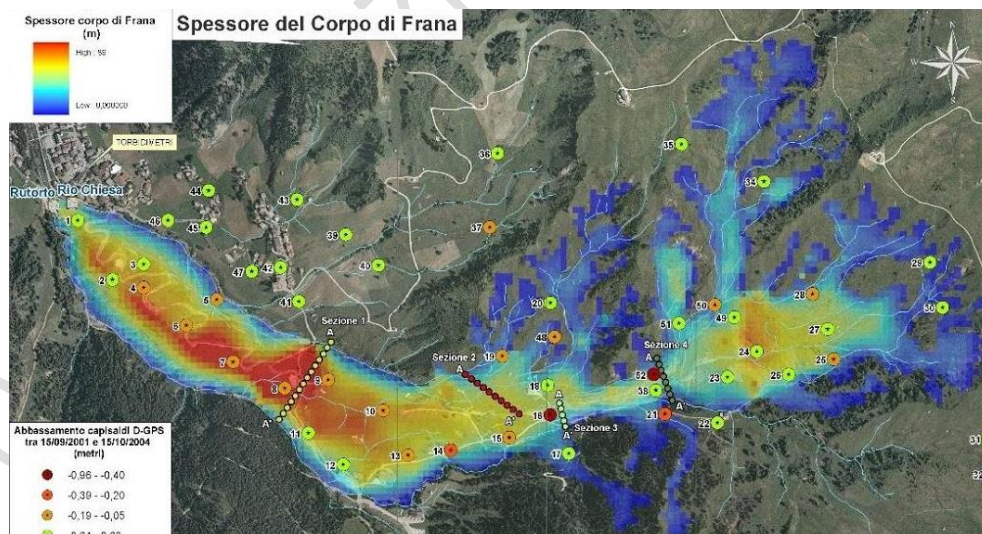 Spessore corpo di Frana
(m)
Spessore del Corpo di Frana
High : 99
Low : 0,000000
N
W
E
S
TORBIDIMETRI
Rutorto
Rio Chiesa
1
2
3
4
5
6
7
8
9
10
11
12
13
14
15
16
17
18
19
20
21
22
23
24
25
26
27
28
29
30
31
32
34
35
36
37
38
39
40
41
42
43
44
45
46
47
48
49
50
51
52
Sezione 1
A
A'
Sezione 2
A
A'
Sezione 3
A
A'
Sezione 4
A
A'
Abbassamento capisaldi D-GPS
tra 15/09/2001 e 15/10/2004
(metri)
-0,96 - -0,40
-0,39 - -0,20
-0,19 - -0,05